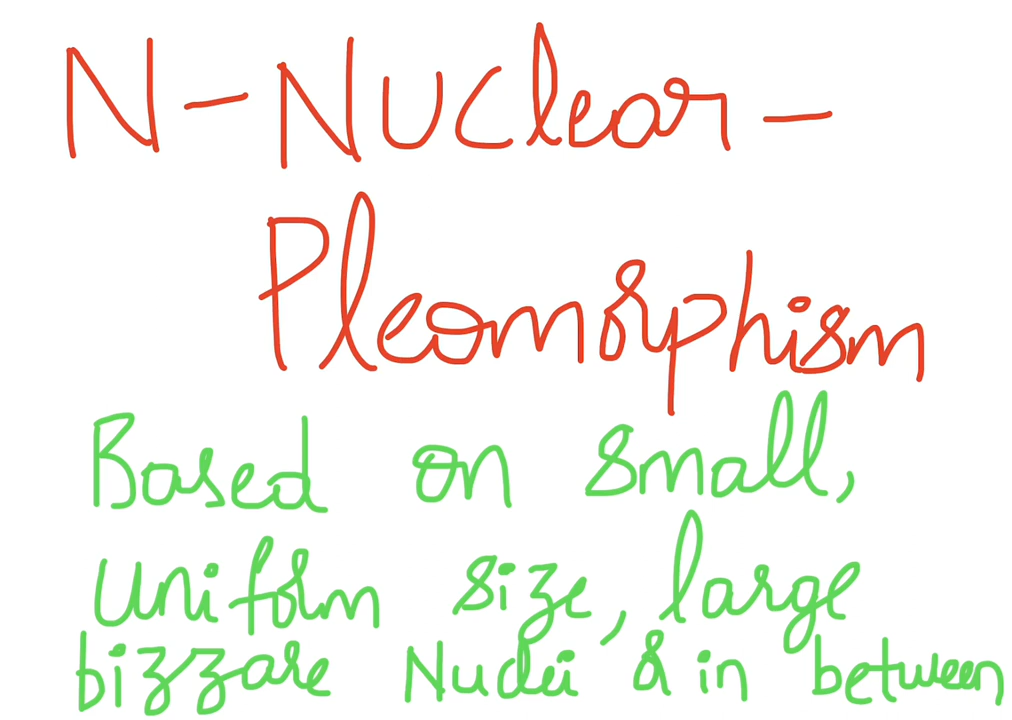 N - Nuclear -
Pleomorphism
Based on small,
uniform size, large
bizzare Nuclei & in between